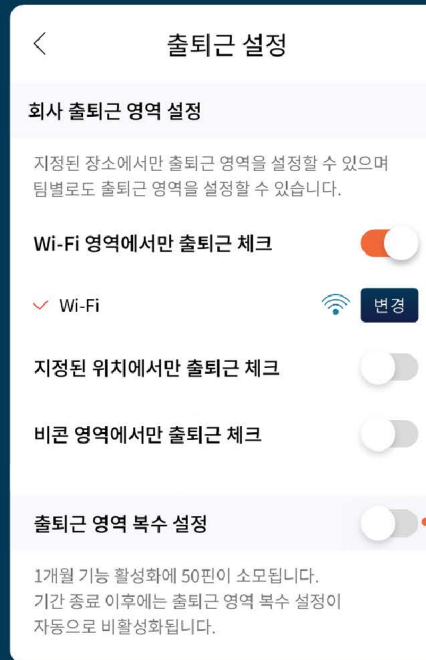 출퇴근 설정
회사 출퇴근 영역 설정
지정된 장소에서만 출퇴근 영역을 설정할 수 있으며
팀별로도 출퇴근 영역을 설정할 수 있습니다.
Wi-Fi 영역에서만 출퇴근 체크
Wi-Fi 변경
지정된 위치에서만 출퇴근 체크
비콘 영역에서만 출퇴근 체크
출퇴근 영역 복수 설정
1개월 기능 활성화에 50핀이 소모됩니다.
기간 종료 이후에는 출퇴근 영역 복수 설정이
자동으로 비활성화됩니다.